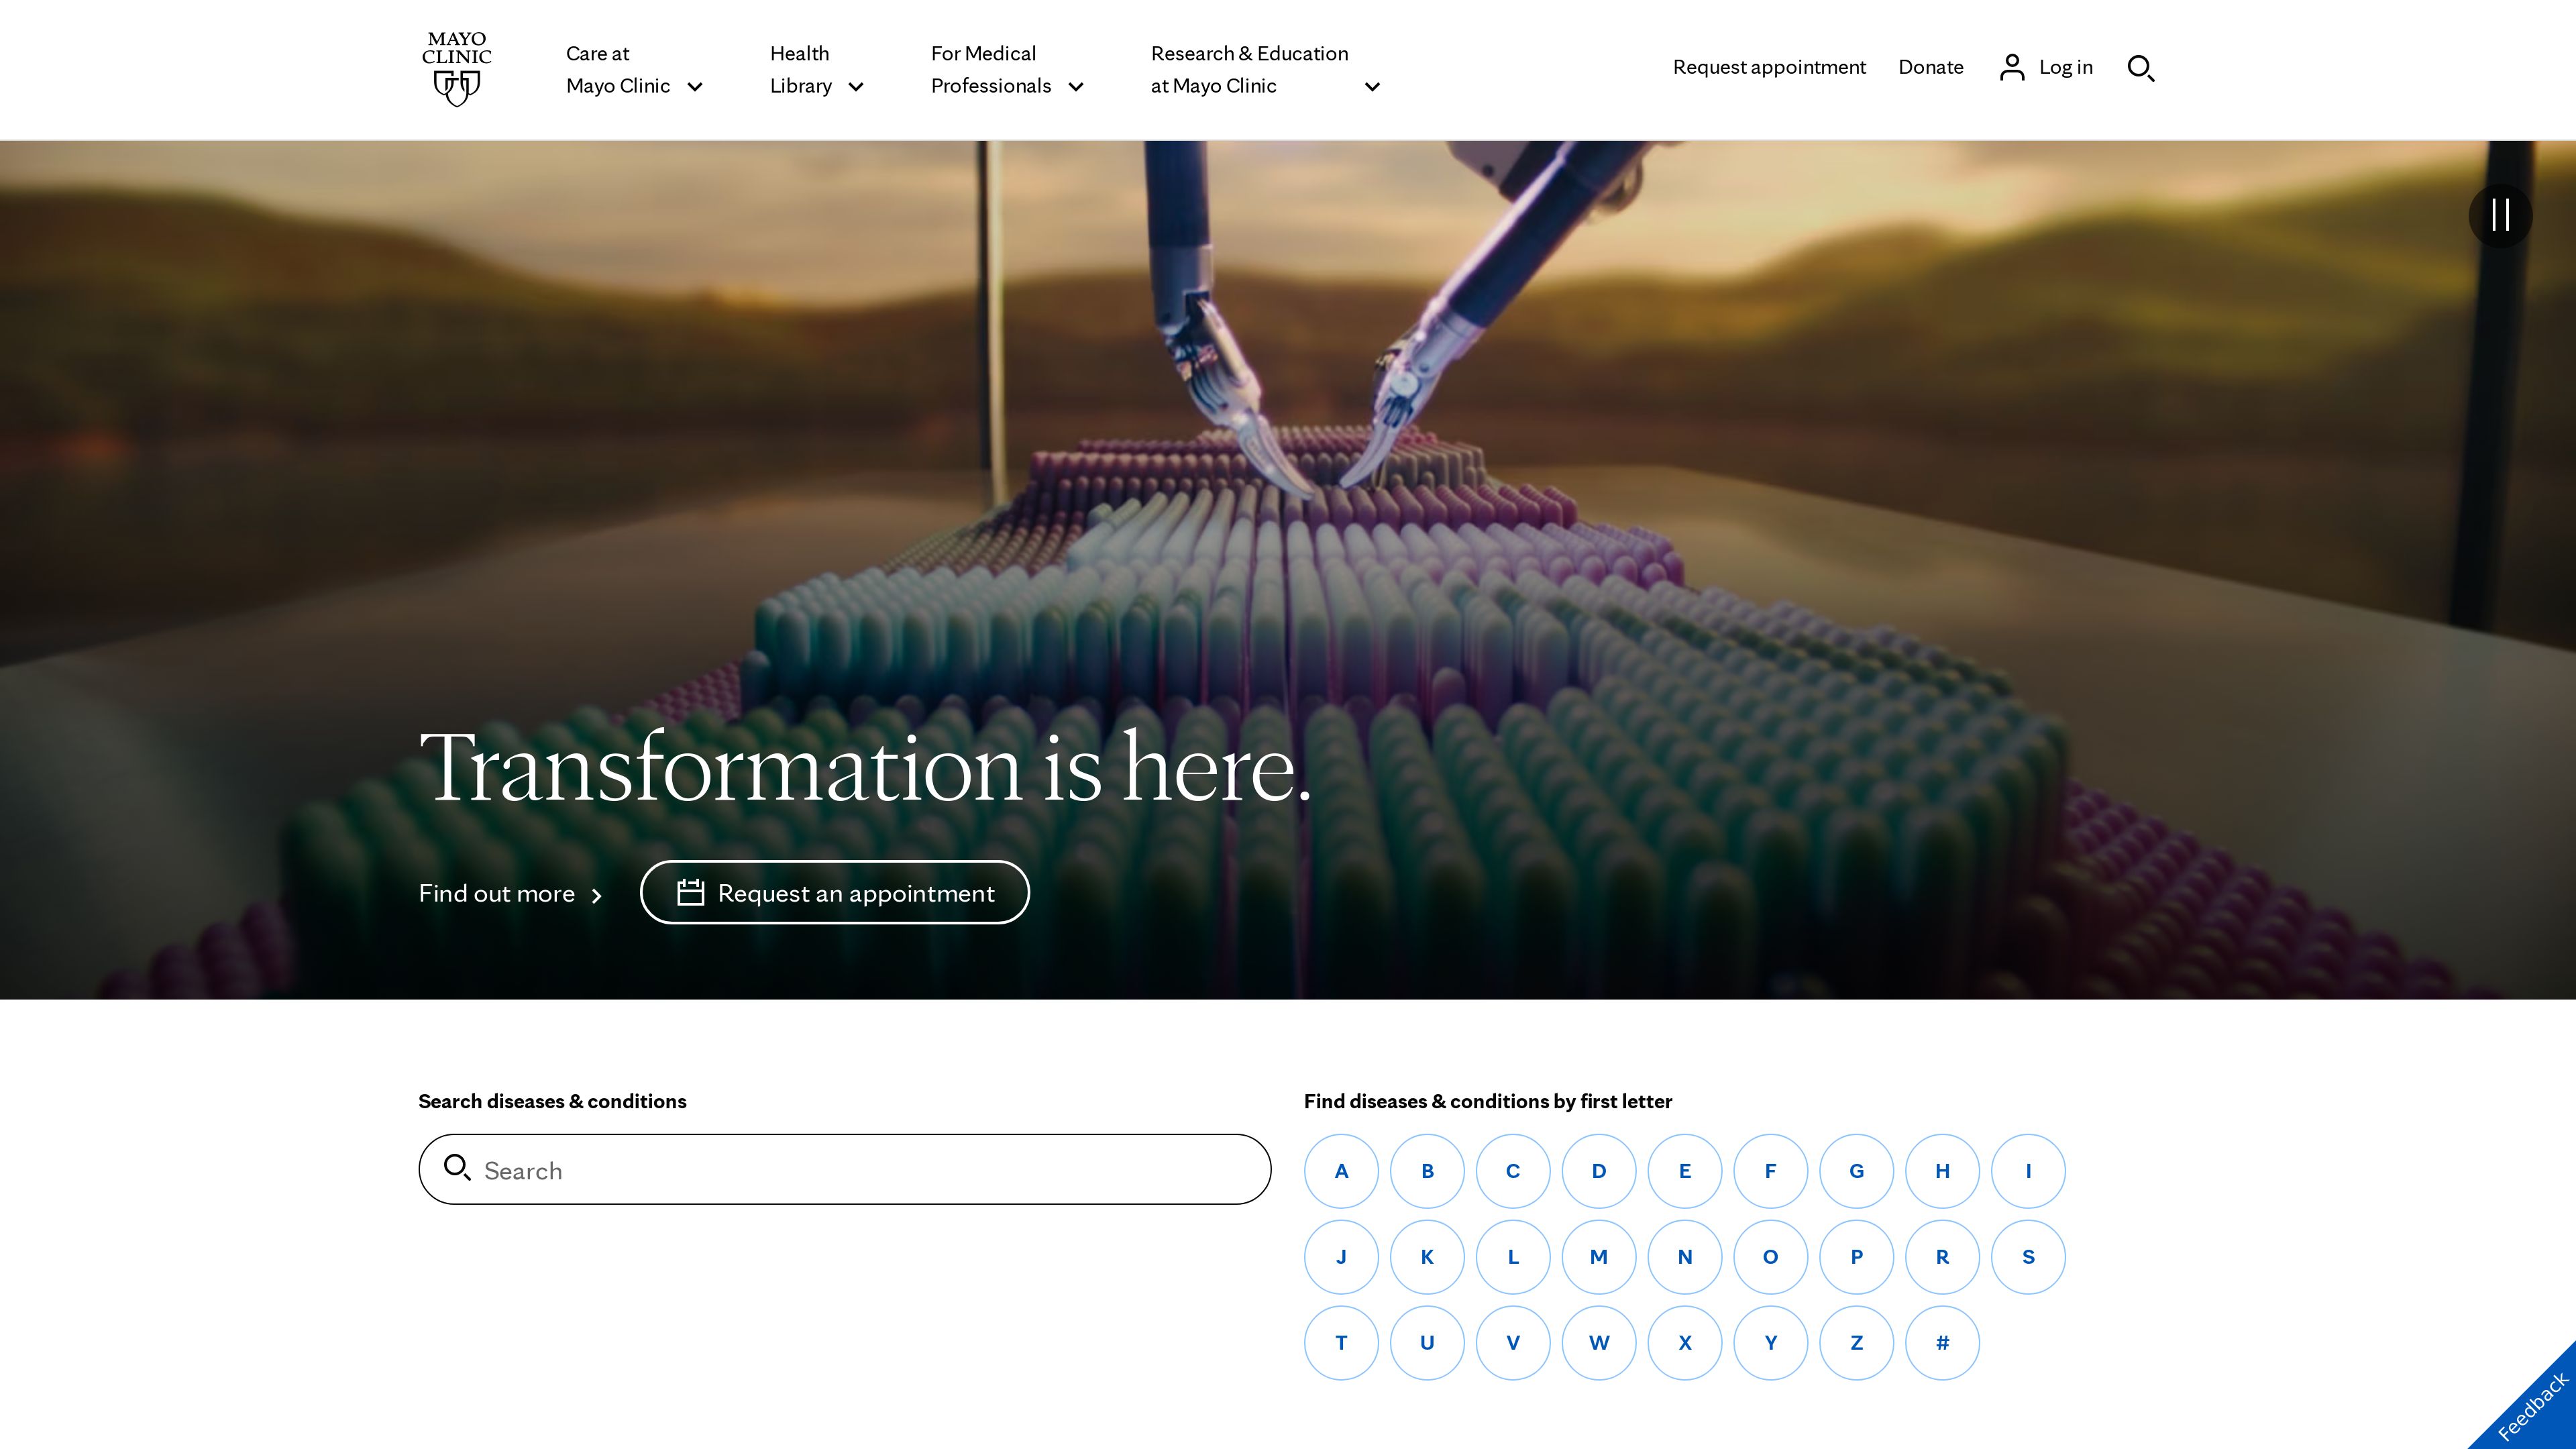 MAYO
CLINIC
Care at
Mayo Clinic
Health
Library
For Medical
Professionals
Research & Education
at Mayo Clinic
Request appointment
Donate
Log in
Transformation is here.
Find out more
Request an appointment
Search diseases & conditions
Search
Find diseases & conditions by first letter
A B C D E F G H I
J K L M N O P R S
T U V W X Y Z #
Feedback